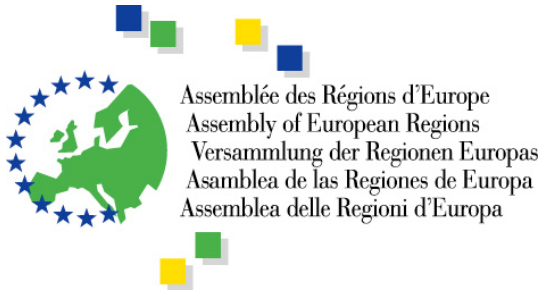 Assemblée des Régions d'Europe
Assembly of European Regions
Versammlung der Regionen Europas
Asamblea de las Regiones de Europa
Assemblea delle Regioni d'Europa